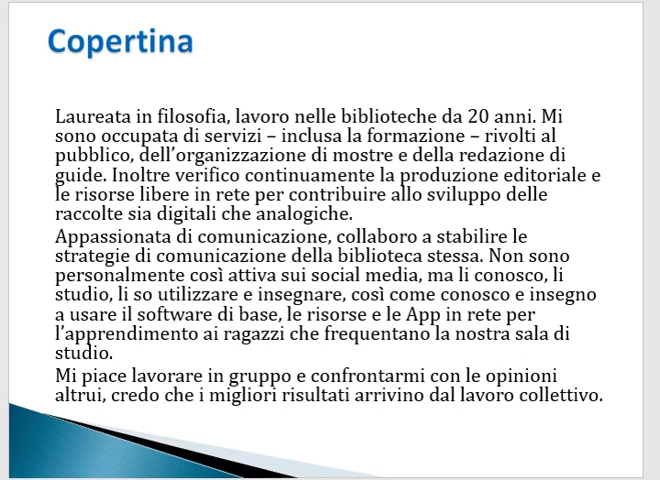 Copertina
Laureata in filosofia, lavoro nelle biblioteche da 20 anni. Mi
sono occupata di servizi – inclusa la formazione – rivolti al
pubblico, dell’organizzazione di mostre e della redazione di
guide. Inoltre verifico continuamente la produzione editoriale e
le risorse libere in rete per contribuire allo sviluppo delle
raccolte sia digitali che analogiche.
Appassionata di comunicazione, collaboro a stabilire le
strategie di comunicazione della biblioteca stessa. Non sono
personalmente così attiva sui social media, ma li conosco, li
studio, li so utilizzare e insegnare, così come conosco e insegno
a usare il software di base, le risorse e le App in rete per
l’apprendimento ai ragazzi che frequentano la nostra sala di
studio.
Mi piace lavorare in gruppo e confrontarmi con le opinioni
altrui, credo che i migliori risultati arrivino dal lavoro collettivo.